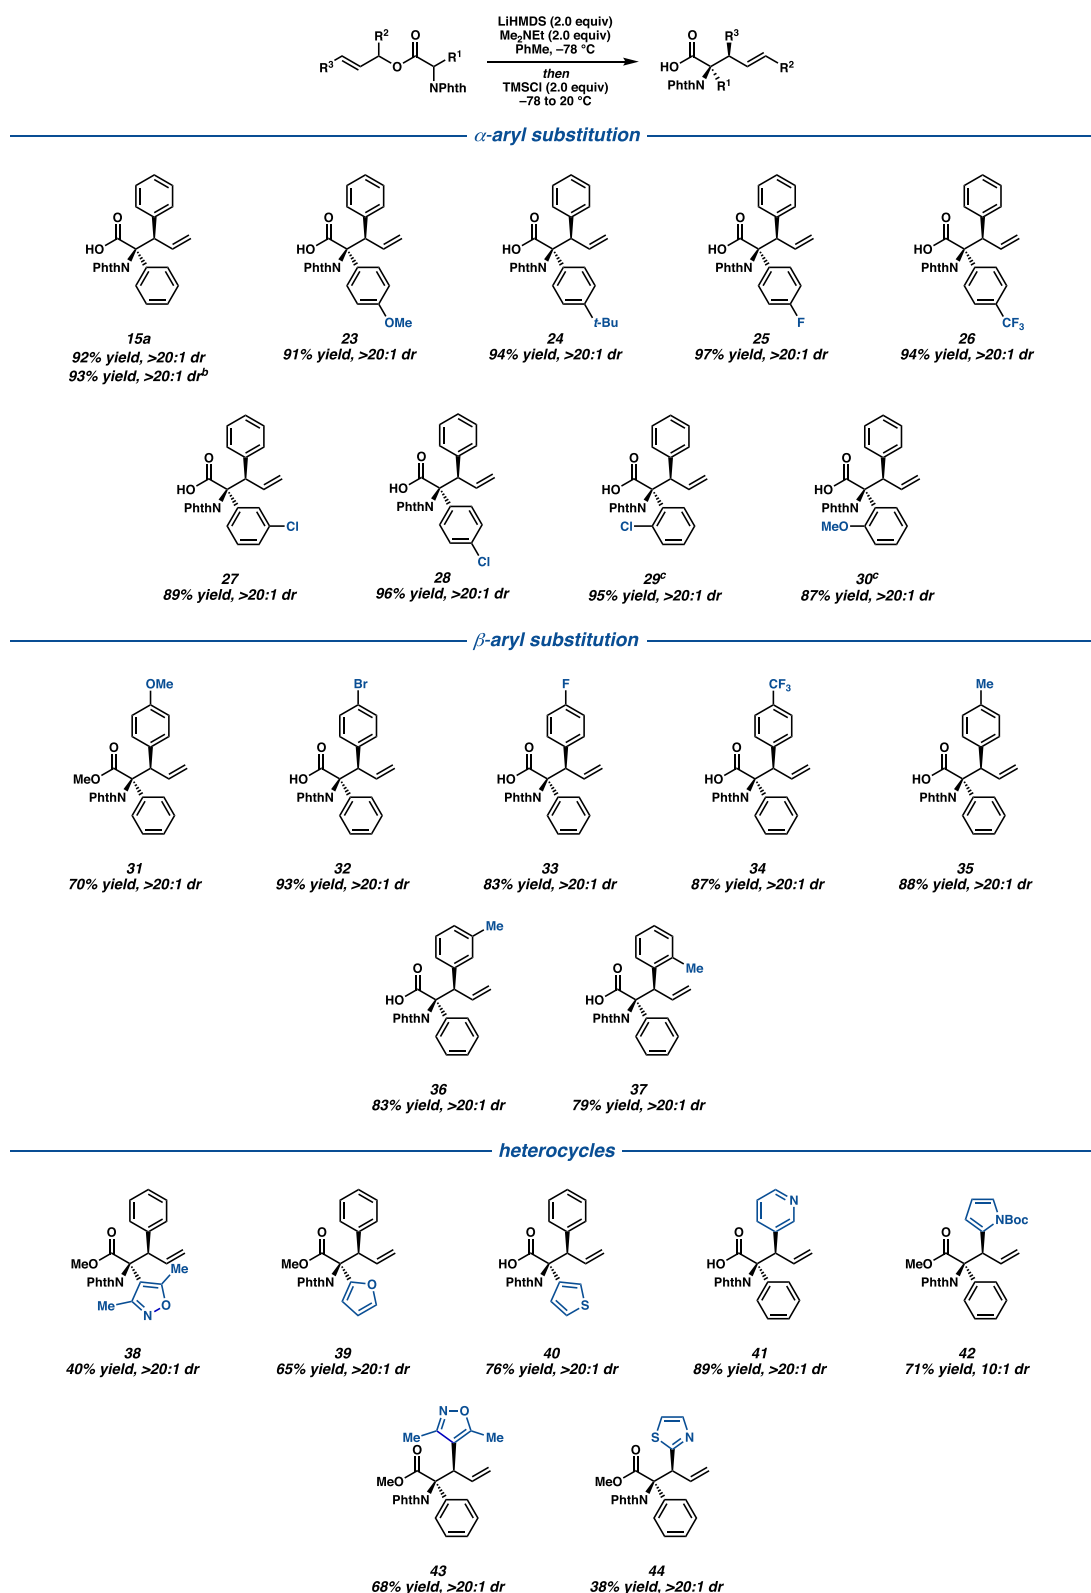 LiHMDS (2.0 equiv)
Me2NEt (2.0 equiv)
PhMe, –78 °C
then
TMSCl (2.0 equiv)
–78 to 20 °C
R2
O
R1
R3
O
NPhth
O
R3
HO
R2
PhthN
R1
α-aryl substitution
O
HO
PhthN
15a
92% yield, >20:1 dr
93% yield, >20:1 drb
O
HO
PhthN
OMe
23
91% yield, >20:1 dr
O
HO
PhthN
t-Bu
24
94% yield, >20:1 dr
O
HO
PhthN
F
25
97% yield, >20:1 dr
O
HO
PhthN
CF3
26
94% yield, >20:1 dr
O
HO
PhthN
Cl
27
89% yield, >20:1 dr
O
HO
PhthN
Cl
28
96% yield, >20:1 dr
O
HO
PhthN
Cl
29c
95% yield, >20:1 dr
O
HO
PhthN
MeO
30c
87% yield, >20:1 dr
β-aryl substitution
OMe
O
MeO
PhthN
31
70% yield, >20:1 dr
Br
O
HO
PhthN
32
93% yield, >20:1 dr
F
O
HO
PhthN
33
83% yield, >20:1 dr
CF3
O
HO
PhthN
34
87% yield, >20:1 dr
Me
O
HO
PhthN
35
88% yield, >20:1 dr
Me
O
HO
PhthN
36
83% yield, >20:1 dr
Me
O
HO
PhthN
37
79% yield, >20:1 dr
heterocycles
O
MeO
PhthN
Me
Me
N
O
38
40% yield, >20:1 dr
O
MeO
PhthN
O
39
65% yield, >20:1 dr
O
HO
PhthN
S
40
76% yield, >20:1 dr
N
O
HO
PhthN
41
89% yield, >20:1 dr
NBoc
O
MeO
PhthN
42
71% yield, 10:1 dr
N
O
Me
Me
O
MeO
PhthN
43
68% yield, >20:1 dr
S
N
O
MeO
PhthN
44
38% yield, >20:1 dr